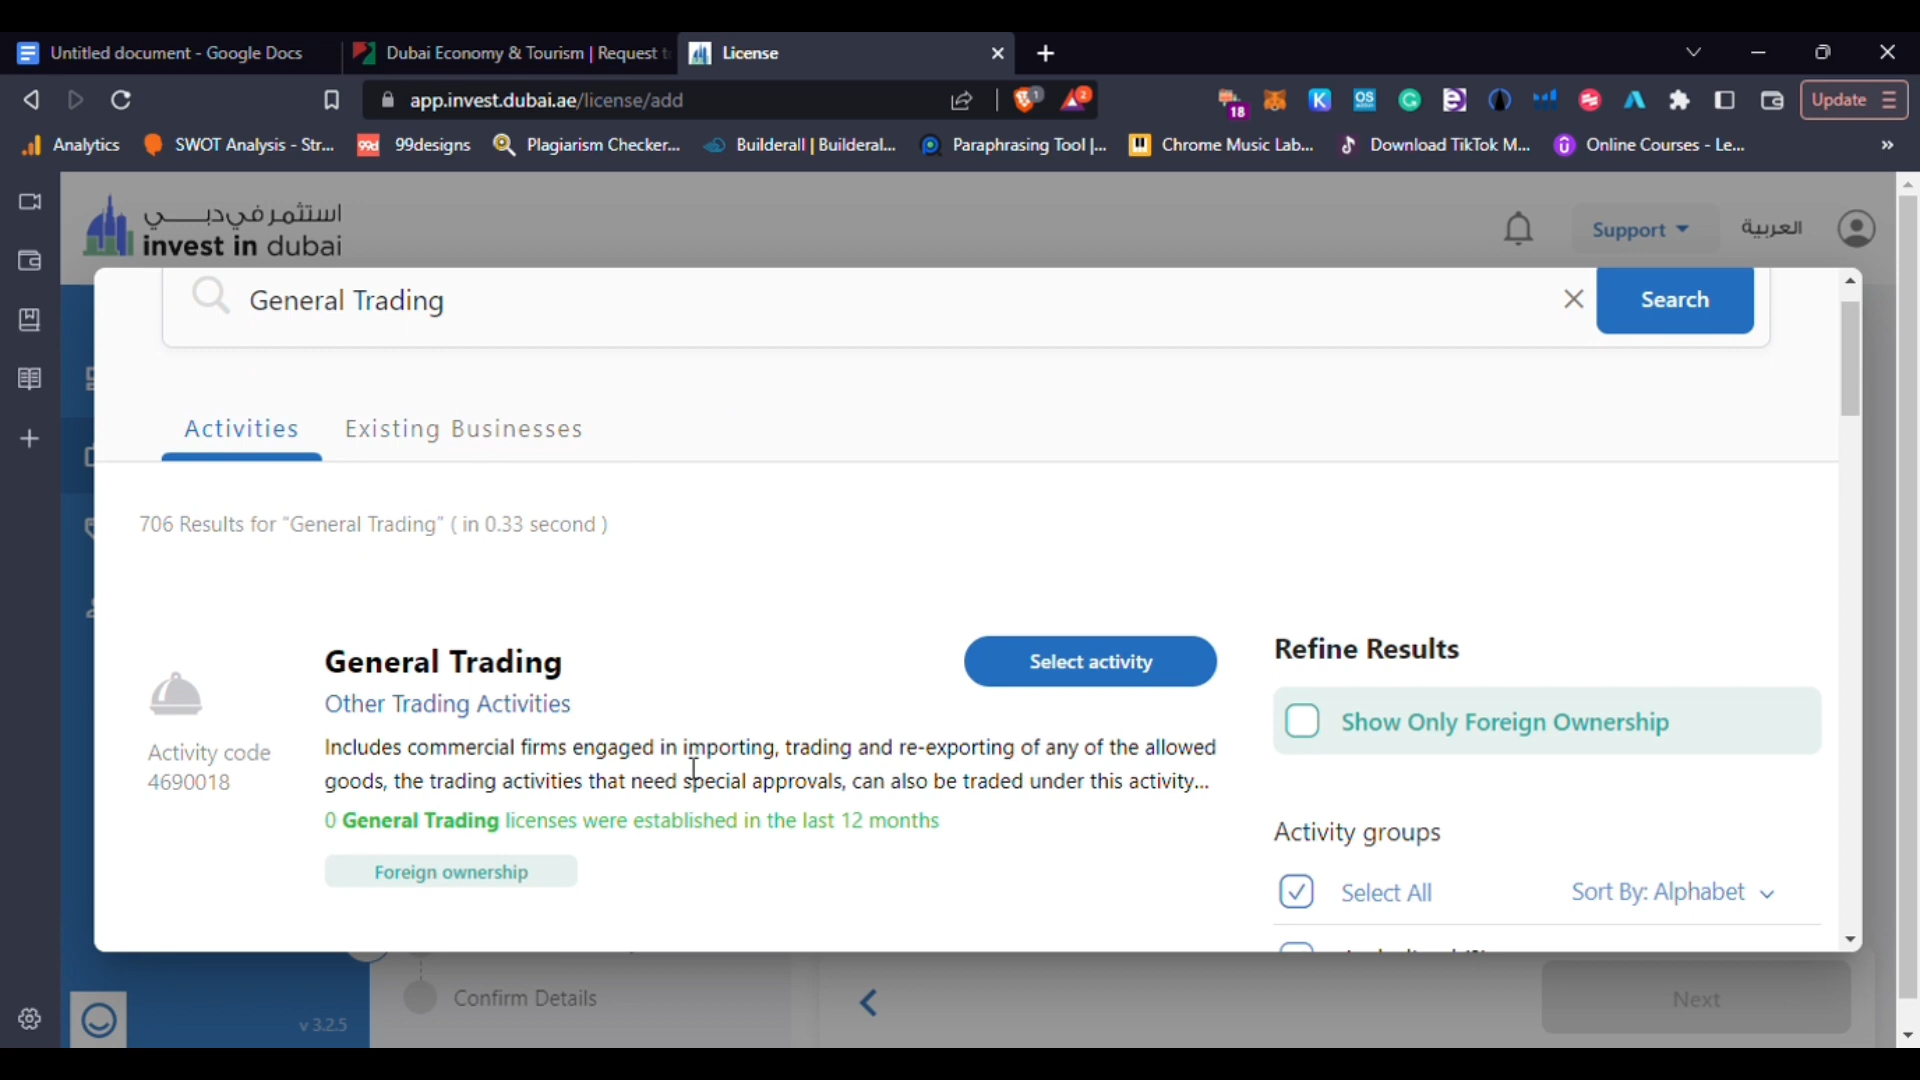 Untitled document - Google Docs
Dubai Economy & Tourism | Request t
License
app.invest.dubai.ae/license/add
1
2
18
OS
Update
Analytics
SWOT Analysis - Str...
99d
99designs
Plagiarism Checker...
Builderall | Builderal...
Paraphrasing Tool |...
Chrome Music Lab...
Download TikTok M...
Online Courses - Le...
»
استثمر في دبي
invest in dubai
Support
العربية
General Trading
Search
Activities
Existing Businesses
706 Results for "General Trading" ( in 0.33 second )
General Trading
Select activity
Refine Results
Other Trading Activities
Show Only Foreign Ownership
Activity code
4690018
Includes commercial firms engaged in importing, trading and re-exporting of any of the allowed
goods, the trading activities that need special approvals, can also be traded under this activity...
0 General Trading licenses were established in the last 12 months
Foreign ownership
Activity groups
Select All
Sort By: Alphabet
Confirm Details
v 3.2.5
Next